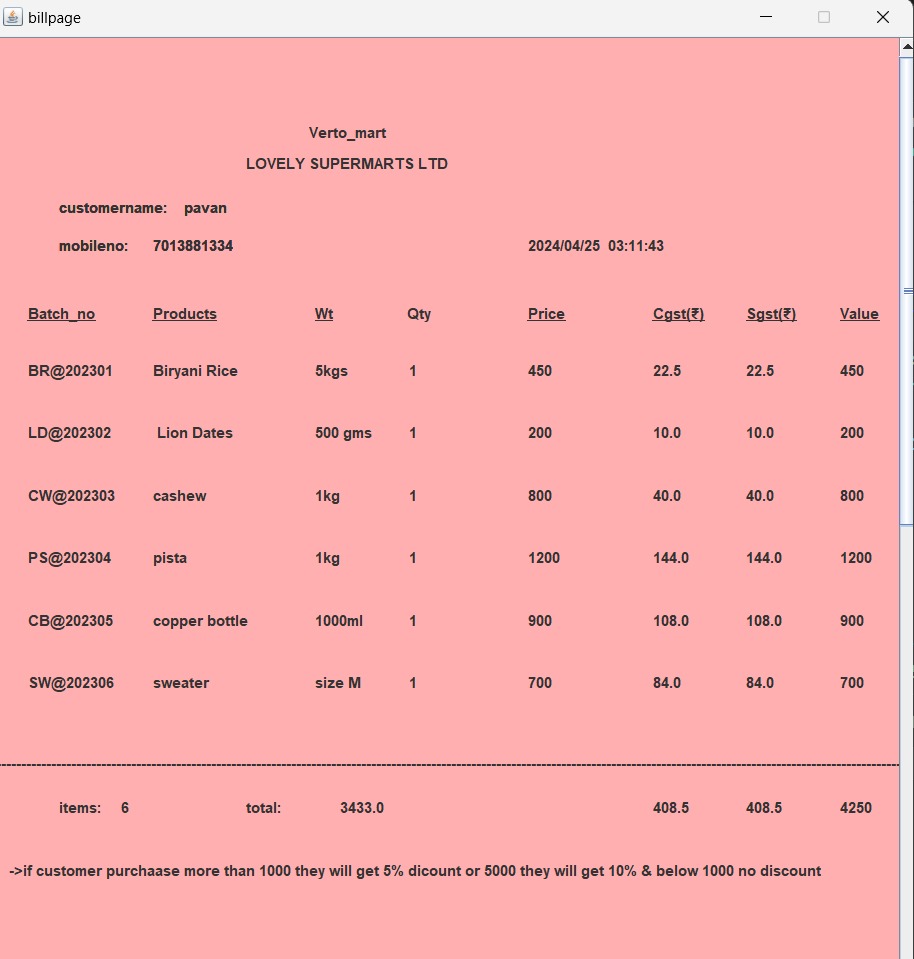 billpage
Verto_mart
LOVELY SUPERMARTS LTD
customername: pavan
mobileno: 7013881334 2024/04/25 03:11:43
Batch_no Products Wt Qty Price Cgst(₹) Sgst(₹) Value
BR@202301 Biryani Rice 5kgs 1 450 22.5 22.5 450
LD@202302 Lion Dates 500 gms 1 200 10.0 10.0 200
CW@202303 cashew 1kg 1 800 40.0 40.0 800
PS@202304 pista 1kg 1 1200 144.0 144.0 1200
CB@202305 copper bottle 1000ml 1 900 108.0 108.0 900
SW@202306 sweater size M 1 700 84.0 84.0 700
items: 6 total: 3433.0 408.5 408.5 4250
->if customer purchaase more than 1000 they will get 5% dicount or 5000 they will get 10% & below 1000 no discount